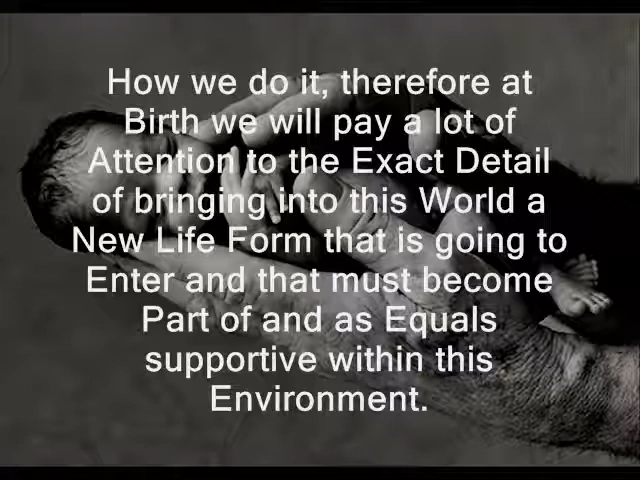 How we do it, therefore at
Birth we will pay a lot of
Attention to the Exact Detail
of bringing into this World a
New Life Form that is going to
Enter and that must become
Part of and as Equals
supportive within this
Environment.